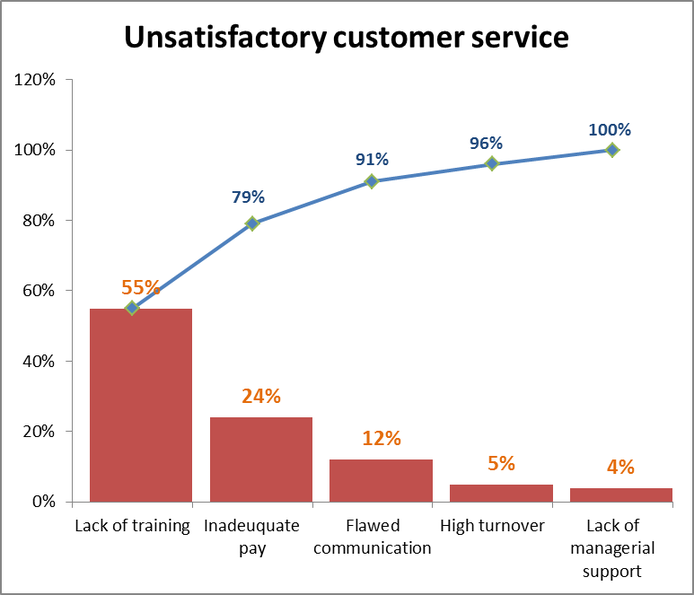 Unsatisfactory customer service
120%
100%
80%
60%
40%
20%
0%
55%
79%
91%
96%
100%
24%
12%
5%
4%
Lack of training
Inadeuquate
pay
Flawed
communication
High turnover
Lack of
managerial
support